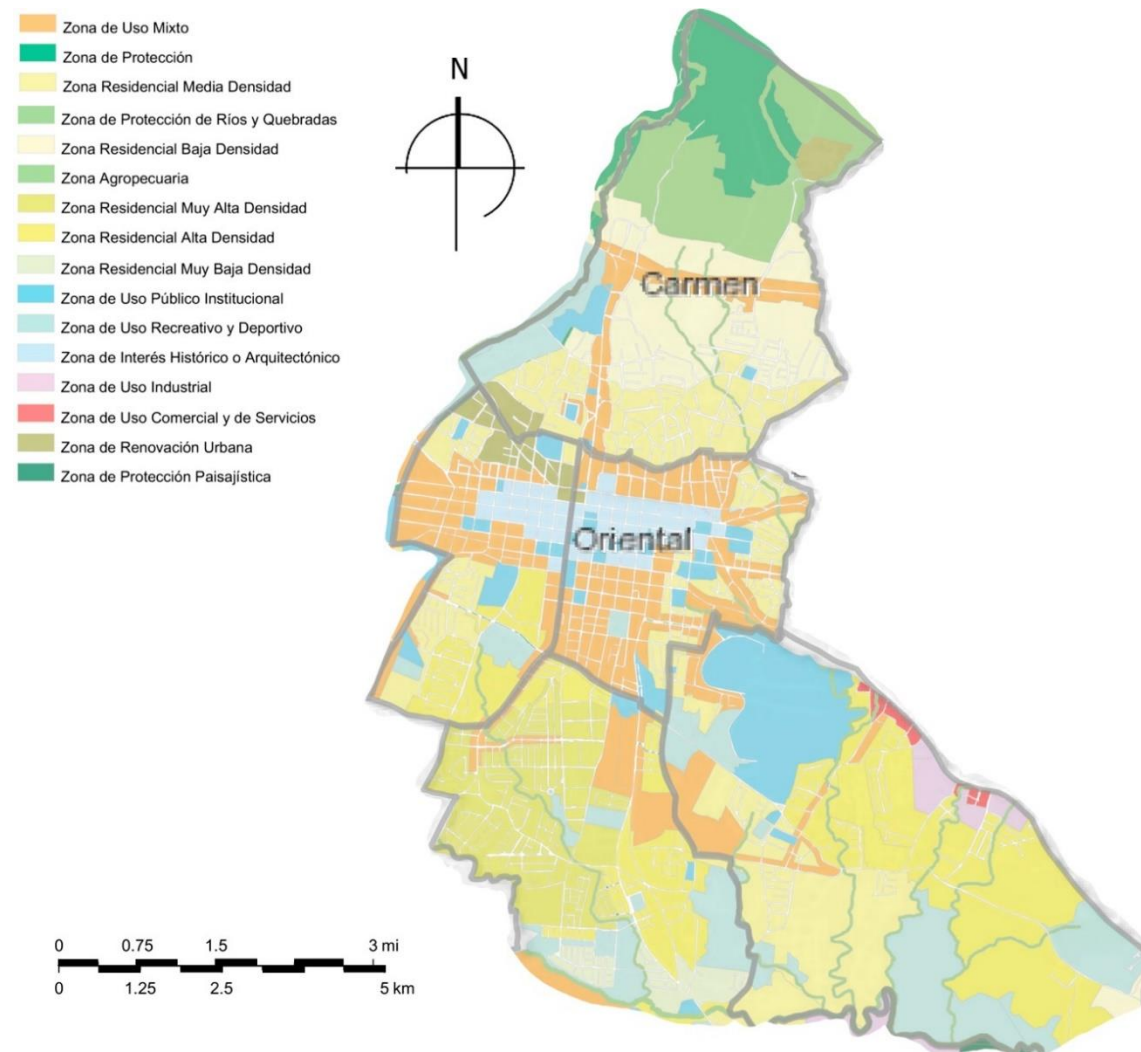 Zona de Uso Mixto
Zona de Protección
Zona Residencial Media Densidad
Zona de Protección de Ríos y Quebradas
Zona Residencial Baja Densidad
Zona Agropecuaria
Zona Residencial Muy Alta Densidad
Zona Residencial Alta Densidad
Zona Residencial Muy Baja Densidad
Zona de Uso Público Institucional
Zona de Uso Recreativo y Deportivo
Zona de Interés Histórico o Arquitectónico
Zona de Uso Industrial
Zona de Uso Comercial y de Servicios
Zona de Renovación Urbana
Zona de Protección Paisajística
N
Carmen
Oriental
0 0.75 1.5 3 mi
0 1.25 2.5 5 km